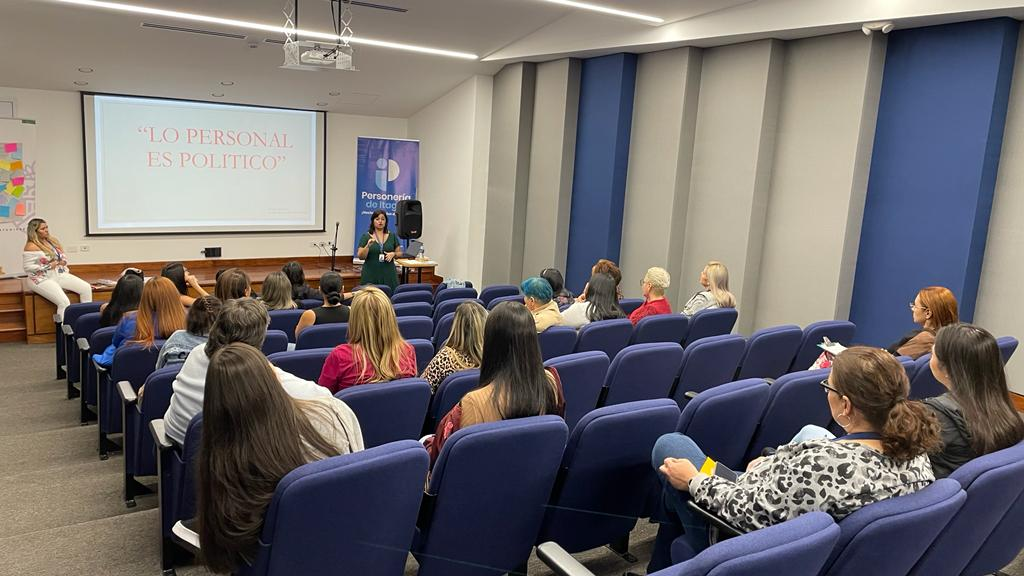 “LO PERSONAL
ES POLITICO”
Personería
de Itagüí